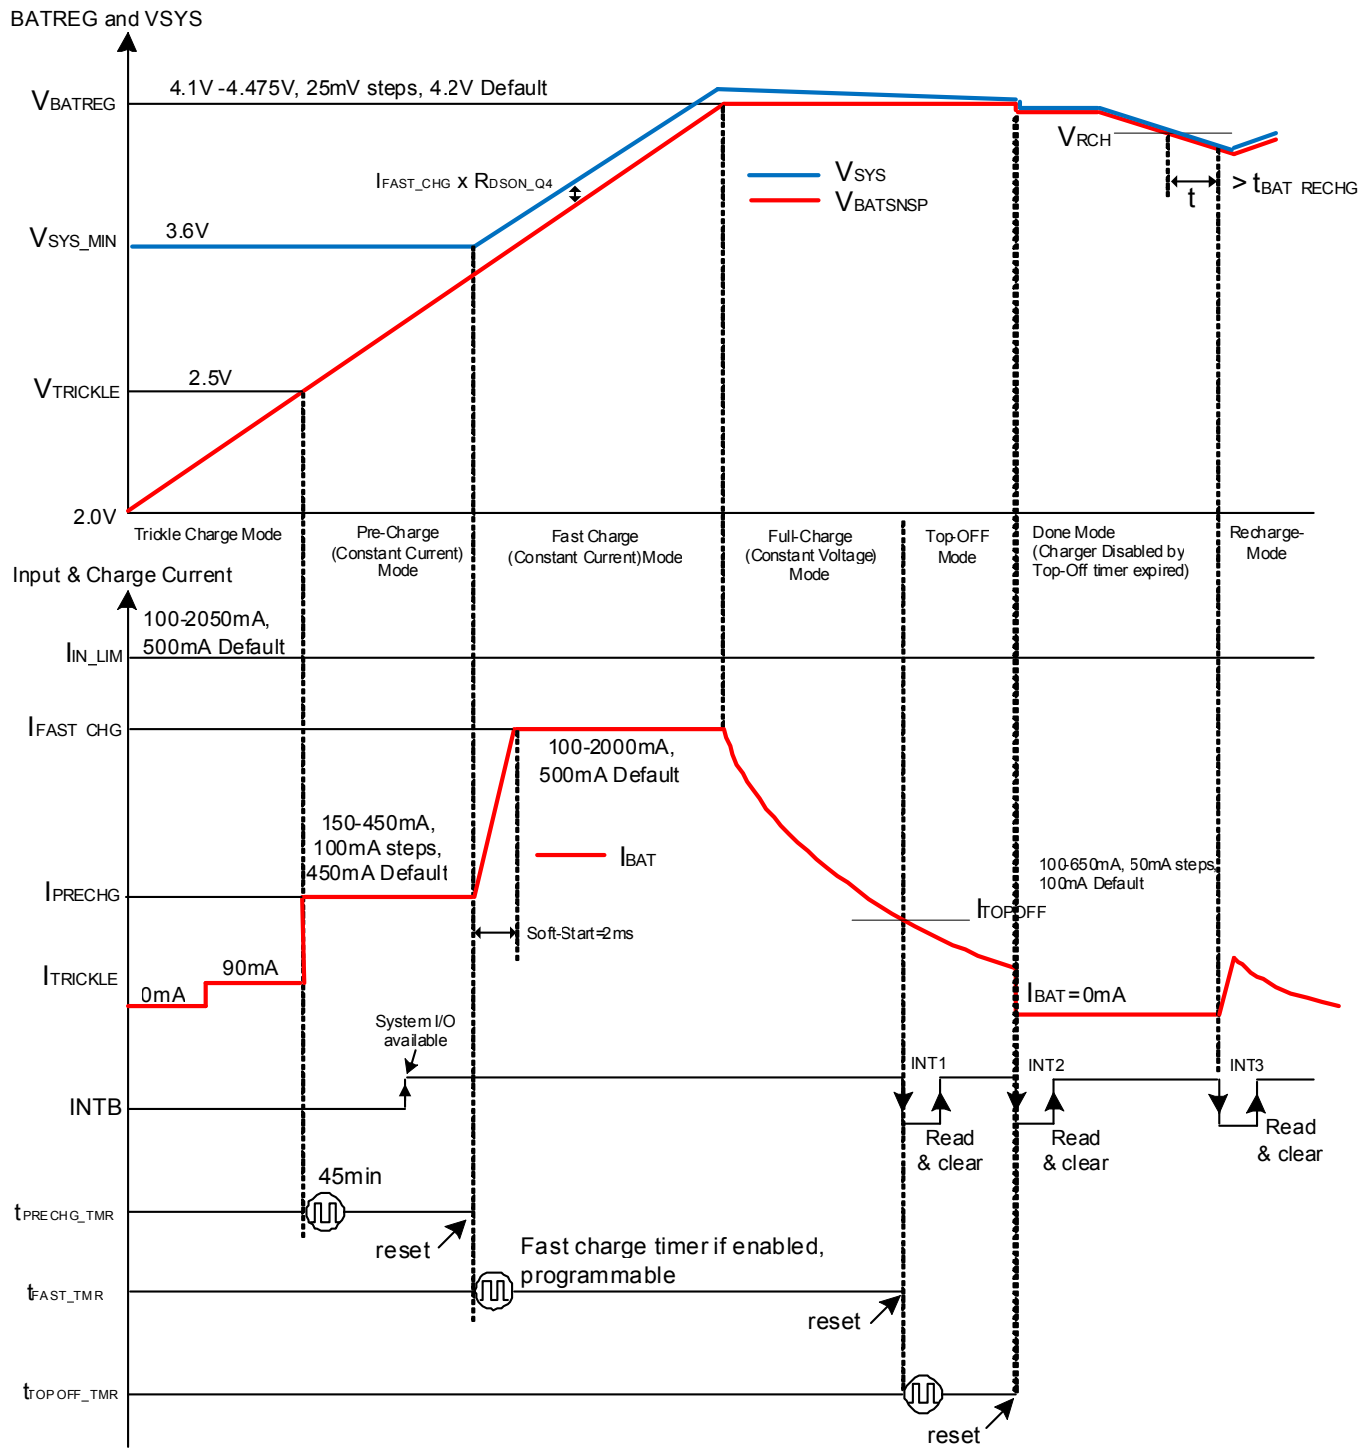 BATREG and VSYS
VBATREG
4.1V -4.475V, 25mV steps, 4.2V Default
VRCH
IFAST_CHG x RDSON_Q4
VSYS
VBATSNSP
t
> tBAT RECHG
VSYS_MIN
3.6V
VTRICKLE
2.5V
2.0V
Trickle Charge Mode
Pre-Charge
(Constant Current)
Mode
Fast Charge
(Constant Current)Mode
Full-Charge
(Constant Voltage)
Mode
Top-OFF
Mode
Done Mode
(Charger Disabled by
Top-Off timer expired)
Recharge-
Mode
Input & Charge Current
100-2050mA,
500mA Default
IIN_LIM
IFAST CHG
100-2000mA,
500mA Default
150-450mA,
100mA steps,
450mA Default
IBAT
IPRECHG
100-650mA, 50mA steps,
100mA Default
ITOPOFF
Soft-Start=2ms
ITRICKLE
0mA
90mA
IBAT=0mA
System I/O
available
INTB
INT1
Read
& clear
INT2
Read
& clear
INT3
Read
& clear
45min
tPRECHG_TMR
reset
Fast charge timer if enabled,
programmable
tFAST_TMR
reset
tTOPOFF_TMR
reset